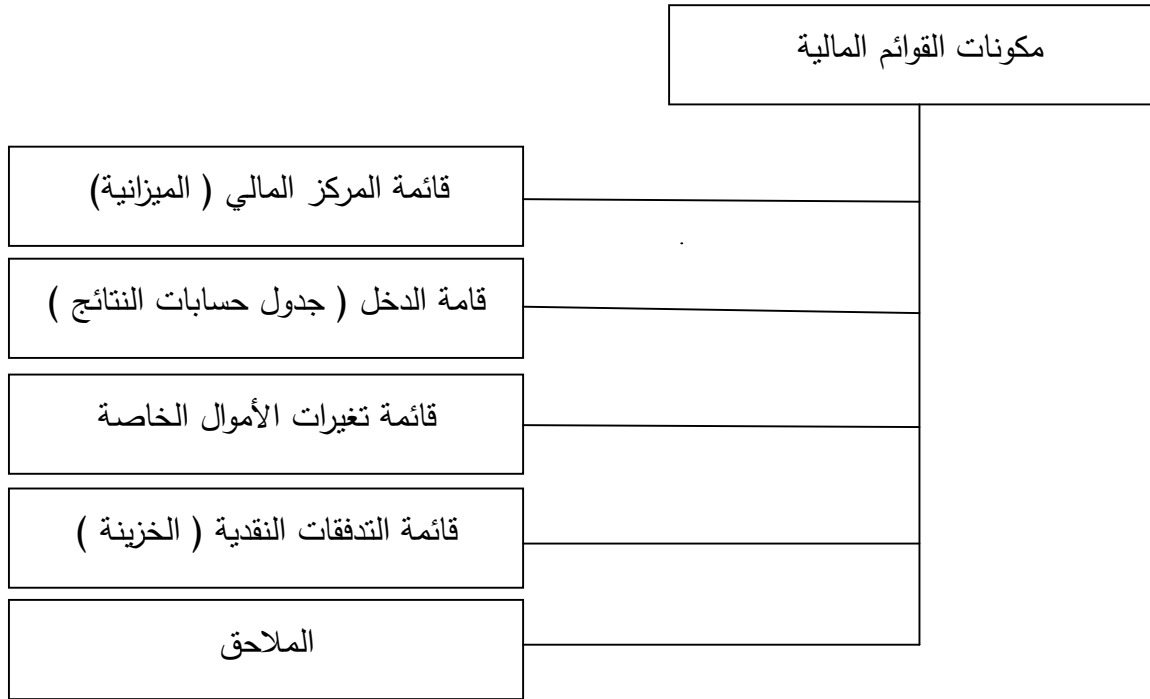 مكونات القوائم المالية
قائمة المركز المالي ( الميزانية)
قامة الدخل ( جدول حسابات النتائج )
قائمة تغيرات الأموال الخاصة
قائمة التدفقات النقدية ( الخزينة )
الملاحق